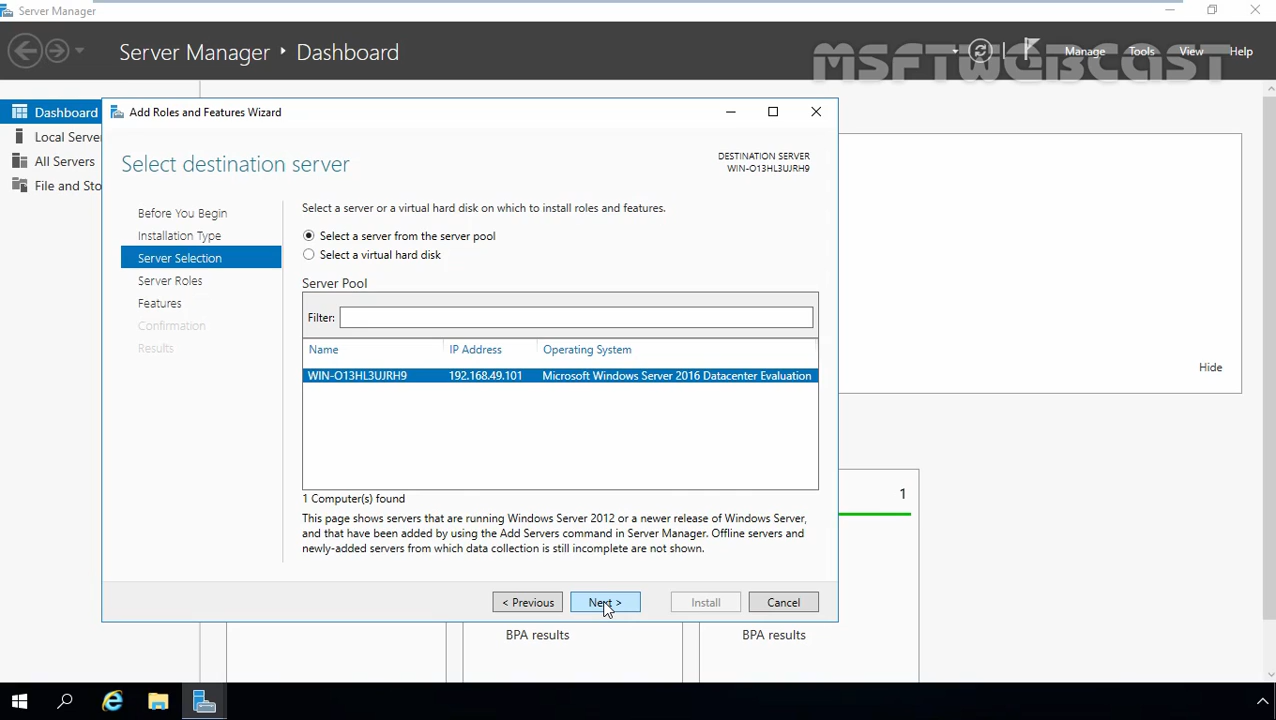 Server Manager
Server Manager • Dashboard
Manage Tools View Help
MSFTWEBCAST
Dashboard
Local Serve
All Servers
File and Sto
Add Roles and Features Wizard
Select destination server
DESTINATION SERVER
WIN-O13HL3UJRH9
Before You Begin
Installation Type
Server Selection
Server Roles
Features
Confirmation
Results
Select a server or a virtual hard disk on which to install roles and features.
Select a server from the server pool
Select a virtual hard disk
Server Pool
Filter:
Name IP Address Operating System
WIN-O13HL3UJRH9 192.168.49.101 Microsoft Windows Server 2016 Datacenter Evaluation
1 Computer(s) found
This page shows servers that are running Windows Server 2012 or a newer release of Windows Server,
and that have been added by using the Add Servers command in Server Manager. Offline servers and
newly-added servers from which data collection is still incomplete are not shown.
< Previous Next > Install Cancel
Hide
1
BPA results
BPA results